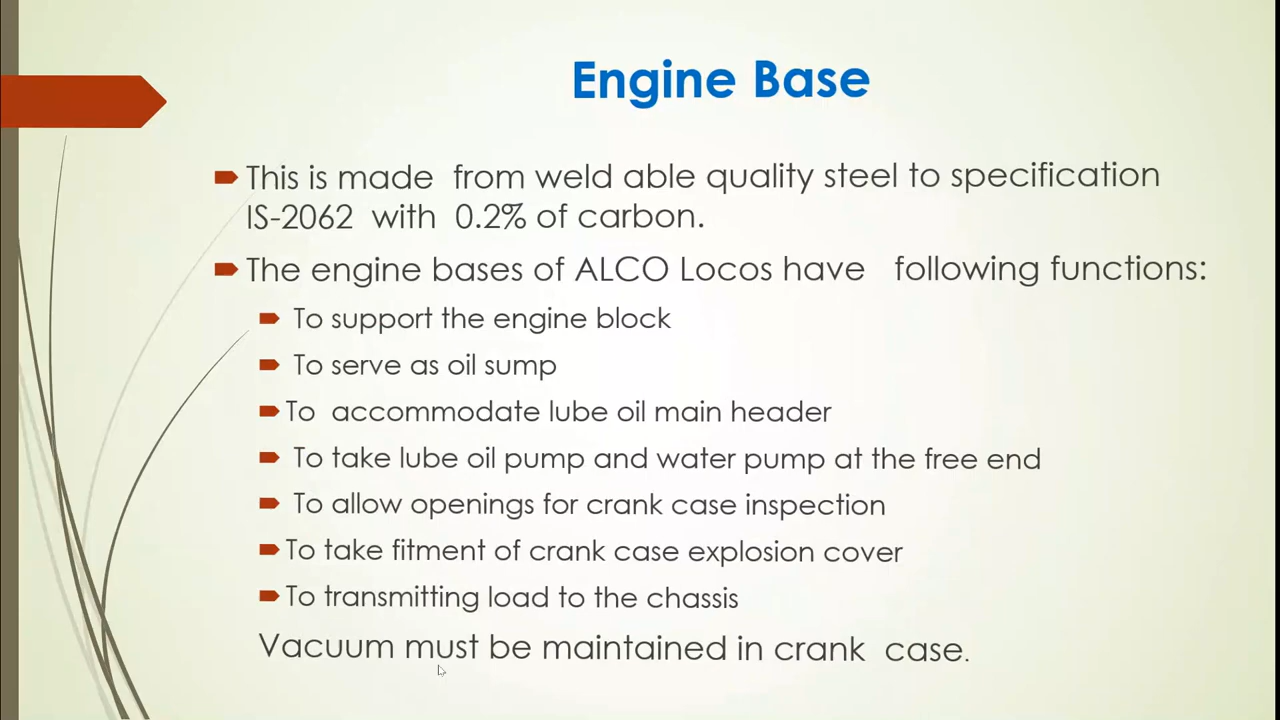 Engine Base
This is made from weld able quality steel to specification
IS-2062 with 0.2% of carbon.
The engine bases of ALCO Locos have following functions:
To support the engine block
To serve as oil sump
To accommodate lube oil main header
To take lube oil pump and water pump at the free end
To allow openings for crank case inspection
To take fitment of crank case explosion cover
To transmitting load to the chassis
Vacuum must be maintained in crank case.